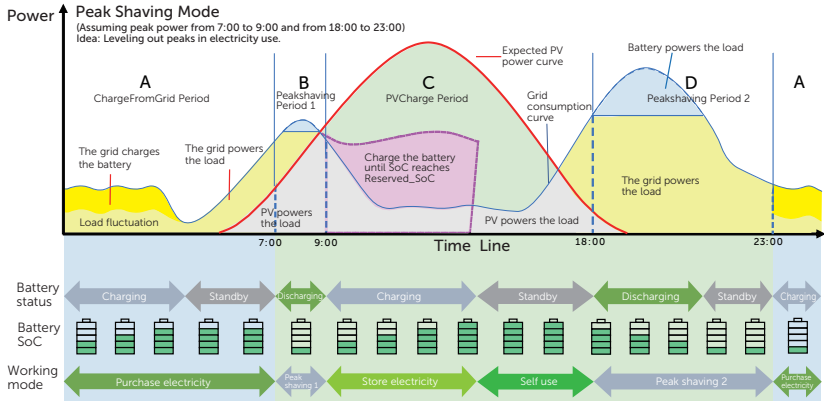 Power
Peak Shaving Mode
(Assuming peak power from 7:00 to 9:00 and from 18:00 to 23:00)
Idea: Leveling out peaks in electricity use.
Expected PV
power curve
Battery powers the load
A
B
C
D
A
ChargeFromGrid Period
Peakshaving
Period 1
PVCharge Period
Grid
consumption
curve
Peakshaving Period 2
The grid charges
the battery
The grid powers
the load
Charge the battery
until SoC reaches
Reserved_SoC
The grid powers
the load
Load fluctuation
PV powers
the load
PV powers the load
7:00
9:00
Time Line
18:00
23:00
Battery
status
Charging
Standby
Discharging
Charging
Standby
Discharging
Standby
Charging
Battery
SoC
Working
mode
Purchase electricity
Peak
shaving 1
Store electricity
Self use
Peak shaving 2
Purchase
electricity